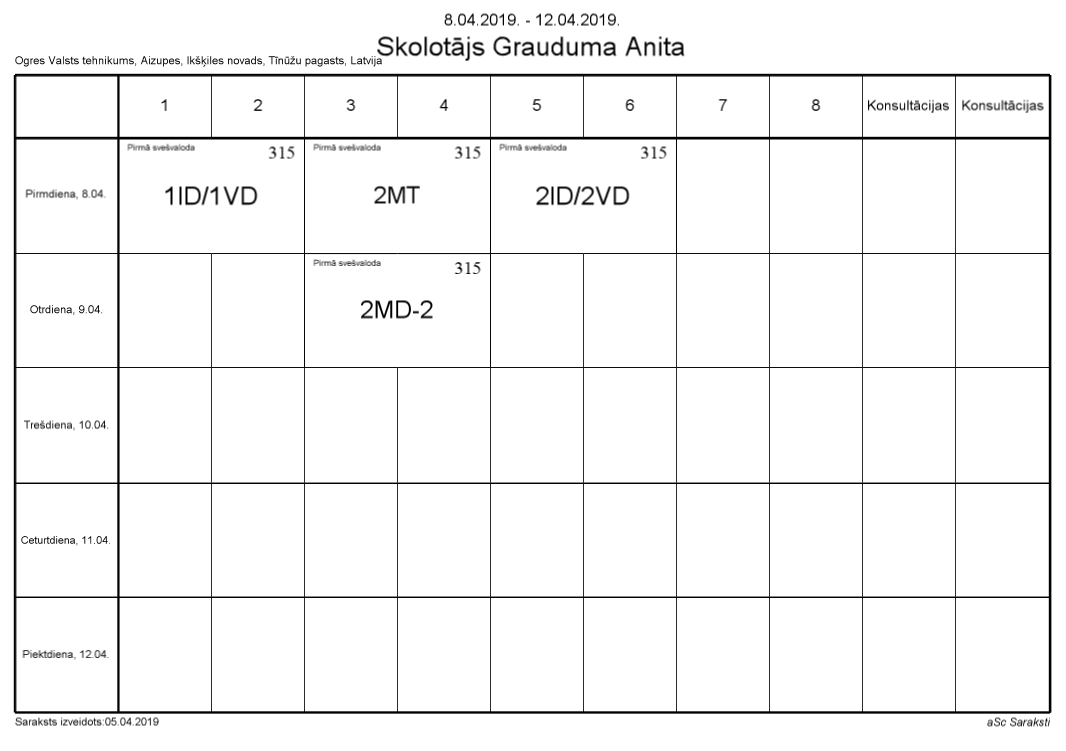 8.04.2019. - 12.04.2019.
Skolotājs Grauduma Anita
Ogres Valsts tehnikums, Aizupes, Ikšķiles novads, Tīnūžu pagasts, Latvija
1 2 3 4 5 6 7 8 Konsultācijas Konsultācijas
Pirmā svešvaloda 315 Pirmā svešvaloda 315 Pirmā svešvaloda 315
Pirmdiena, 8.04. 1ID/1VD 2MT 2ID/2VD
Pirmā svešvaloda 315
Otrdiena, 9.04. 2MD-2
Trešdiena, 10.04.
Ceturtdiena, 11.04.
Piektdiena, 12.04.
Saraksts izveidots:05.04.2019 aSc Saraksti